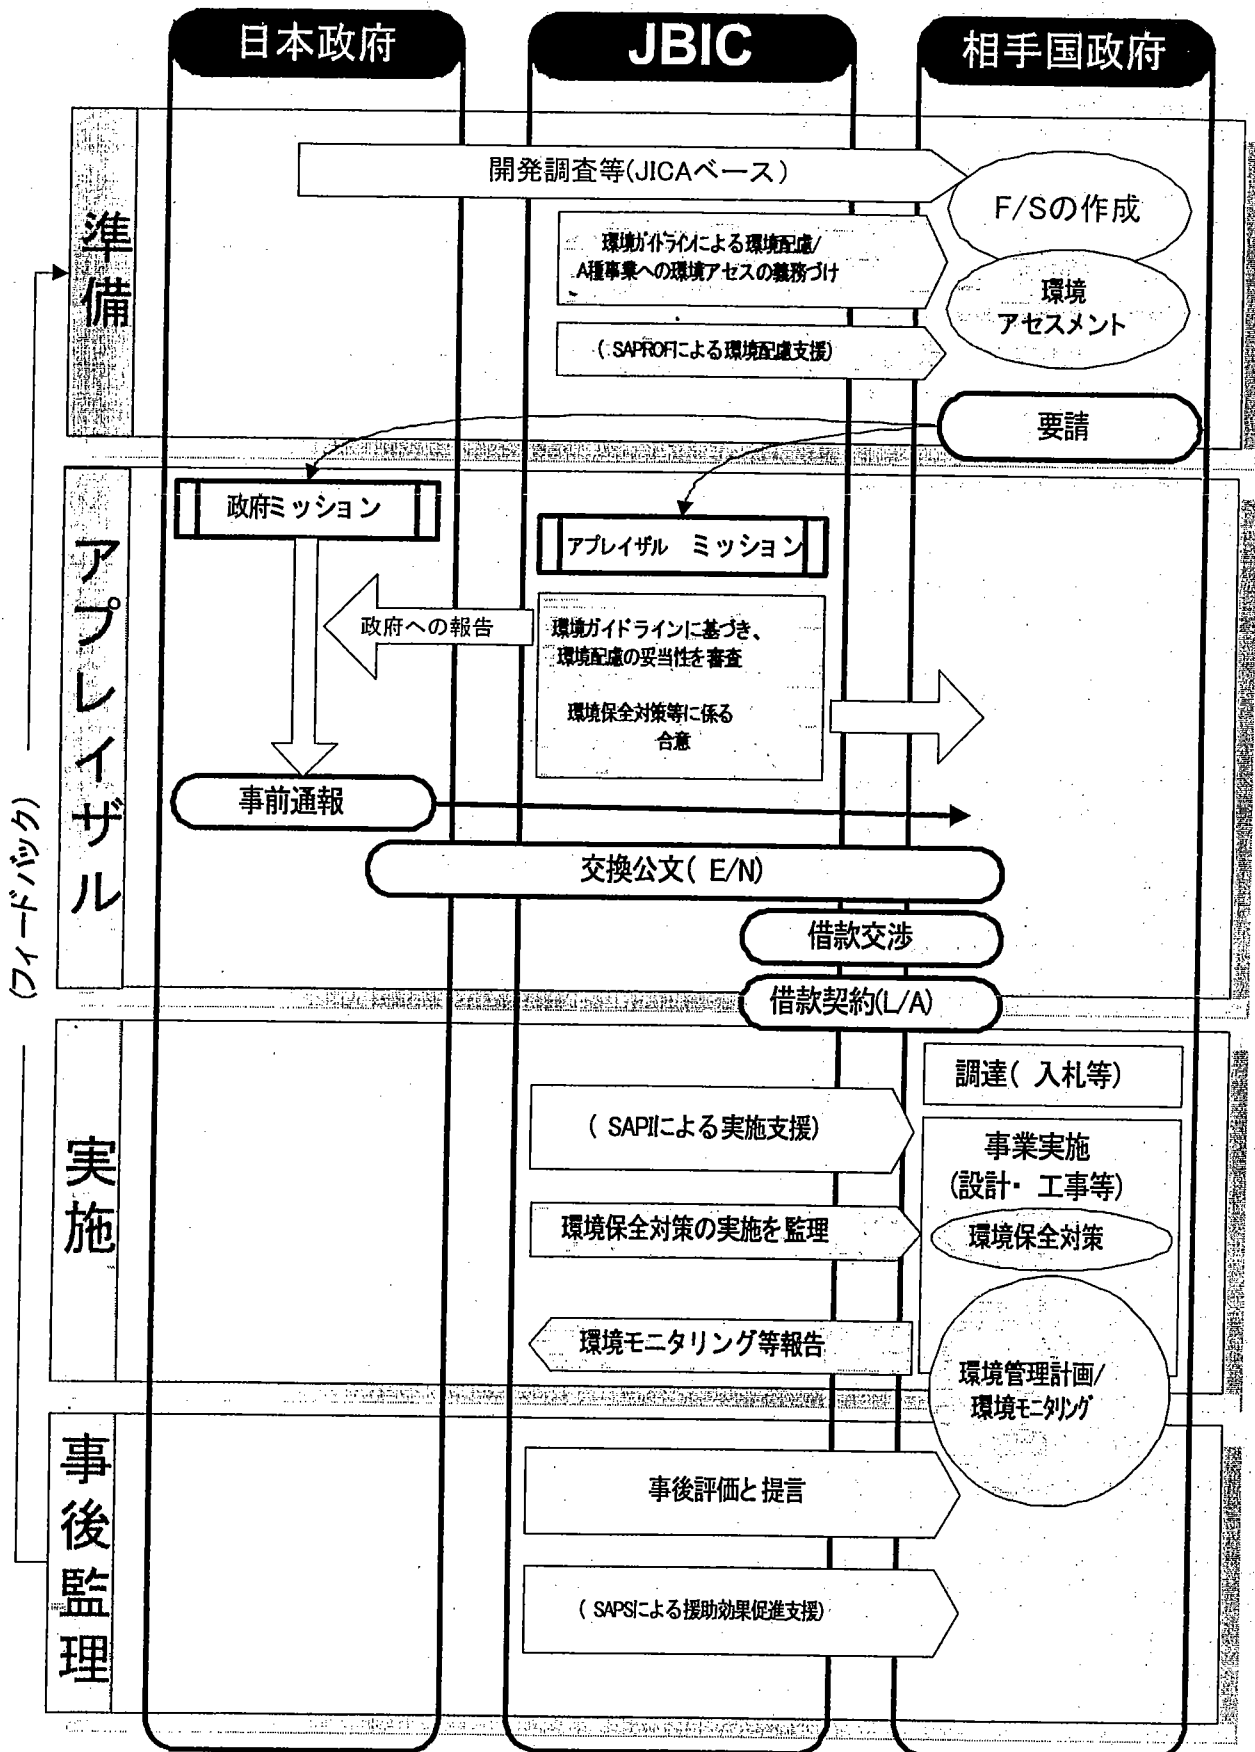 日本政府
JBIC
相手国政府
準備
開発調査等(JICAベース)
F/Sの作成
環境ガイトラインによる環境配慮/
A種事業への環境アセスの義務づけ
環境
アセスメント
( SAPROFによる環境配慮支援)
要請
アプレイザル
政府ミッション
アプレイザル ミッション
政府への報告
環境ガイドラインに基づき、
環境配慮の妥当性を審査
環境保全対策等に係る
合意
事前通報
交換公文( E/N)
借款交渉
借款契約(L/A)
(フィードバック)
実施
調達( 入札等)
( SAPIによる実施支援)
事業実施
(設計・ 工事等)
環境保全対策の実施を監理
環境保全対策
環境モニタリング等報告
環境管理計画/
環境モニタリング
事後監理
事後評価と提言
( SAPSによる援助効果促進支援)